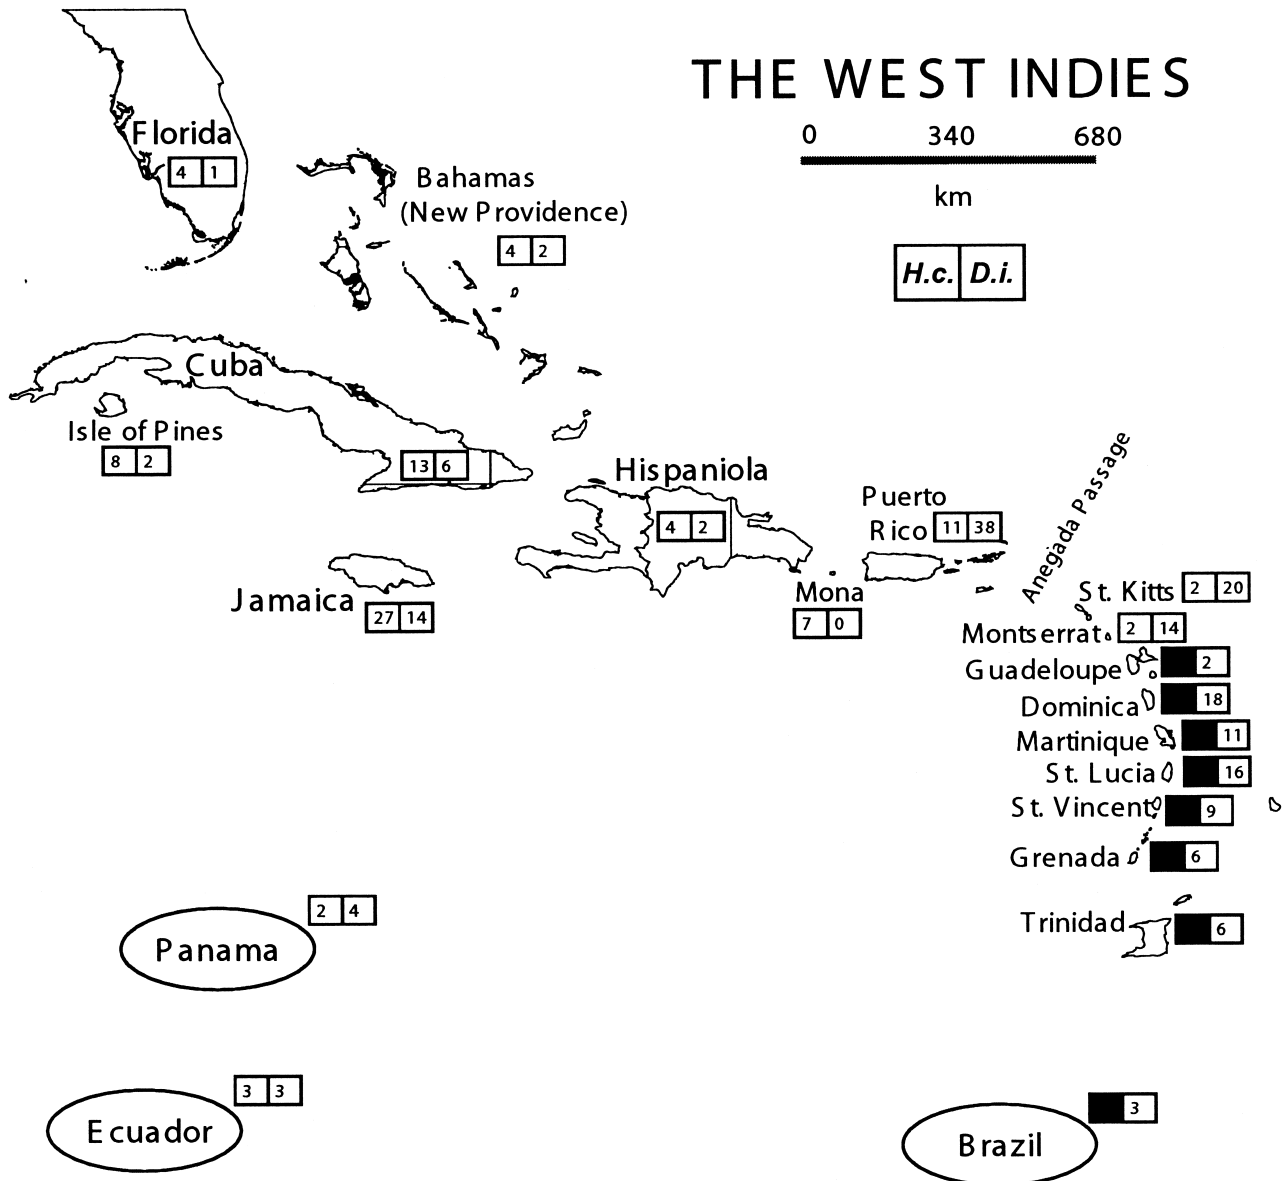 THE WEST INDIES
0 340 680
km
H.c. D.i.
Florida
4 1
Bahamas
(New Providence)
4 2
Cuba
13 6
Isle of Pines
8 2
Hispaniola
4 2
Jamaica
27 14
Puerto
Rico 11 38
Mona
7 0
Anegada Passage
St. Kitts 2 20
Montserrat 2 14
Guadeloupe 2
Dominica 18
Martinique 11
St. Lucia 16
St. Vincent 9
Grenada 6
Trinidad 6
Panama
2 4
Ecuador
3 3
Brazil
3